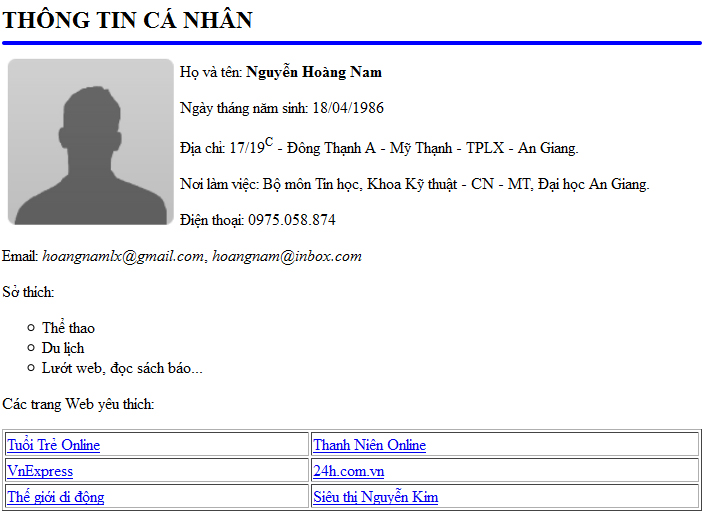 THÔNG TIN CÁ NHÂN
Họ và tên: Nguyễn Hoàng Nam
Ngày tháng năm sinh: 18/04/1986
Địa chỉ: 17/19C - Đông Thạnh A - Mỹ Thạnh - TPLX - An Giang.
Nơi làm việc: Bộ môn Tin học, Khoa Kỹ thuật - CN - MT, Đại học An Giang.
Điện thoại: 0975.058.874
Email: hoangnamlx@gmail.com, hoangnam@inbox.com
Sở thích:
Thể thao
Du lịch
Lướt web, đọc sách báo...
Các trang Web yêu thích:
Tuổi Trẻ Online
Thanh Niên Online
VnExpress
24h.com.vn
Thế giới di động
Siêu thị Nguyễn Kim